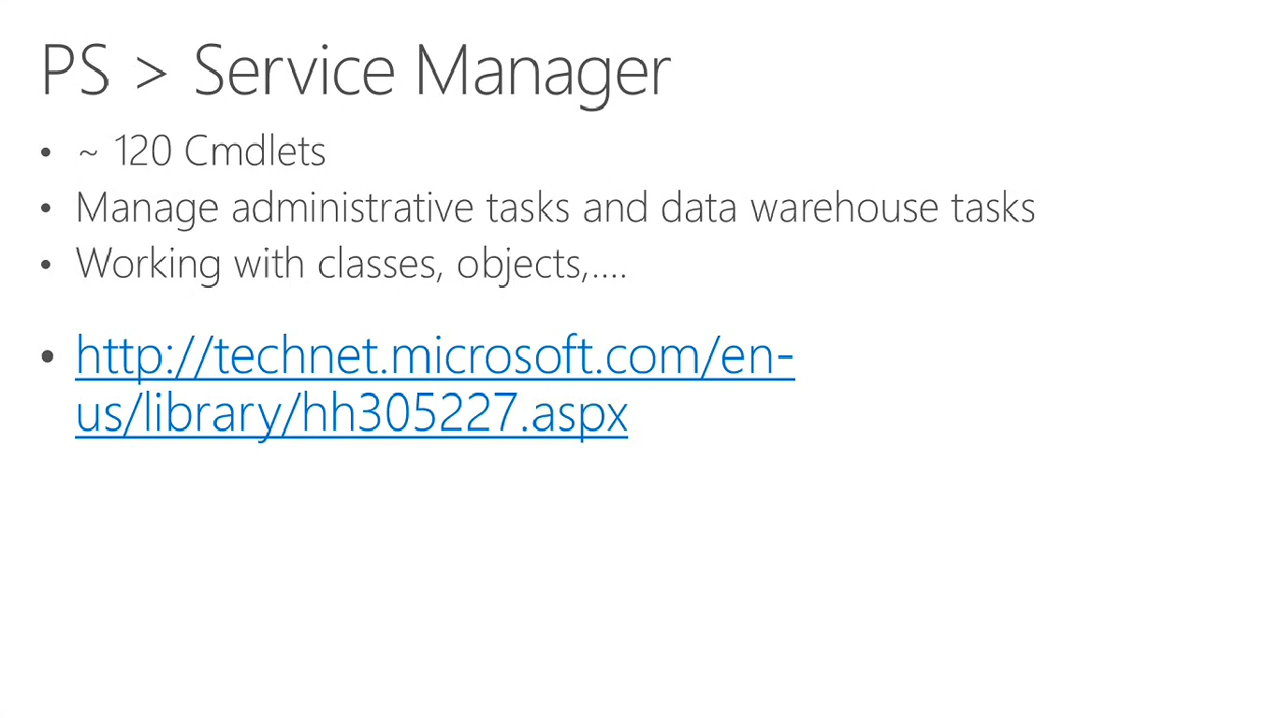 PS > Service Manager
• ~ 120 Cmdlets
• Manage administrative tasks and data warehouse tasks
• Working with classes, objects,....
• http://technet.microsoft.com/en-
us/library/hh305227.aspx